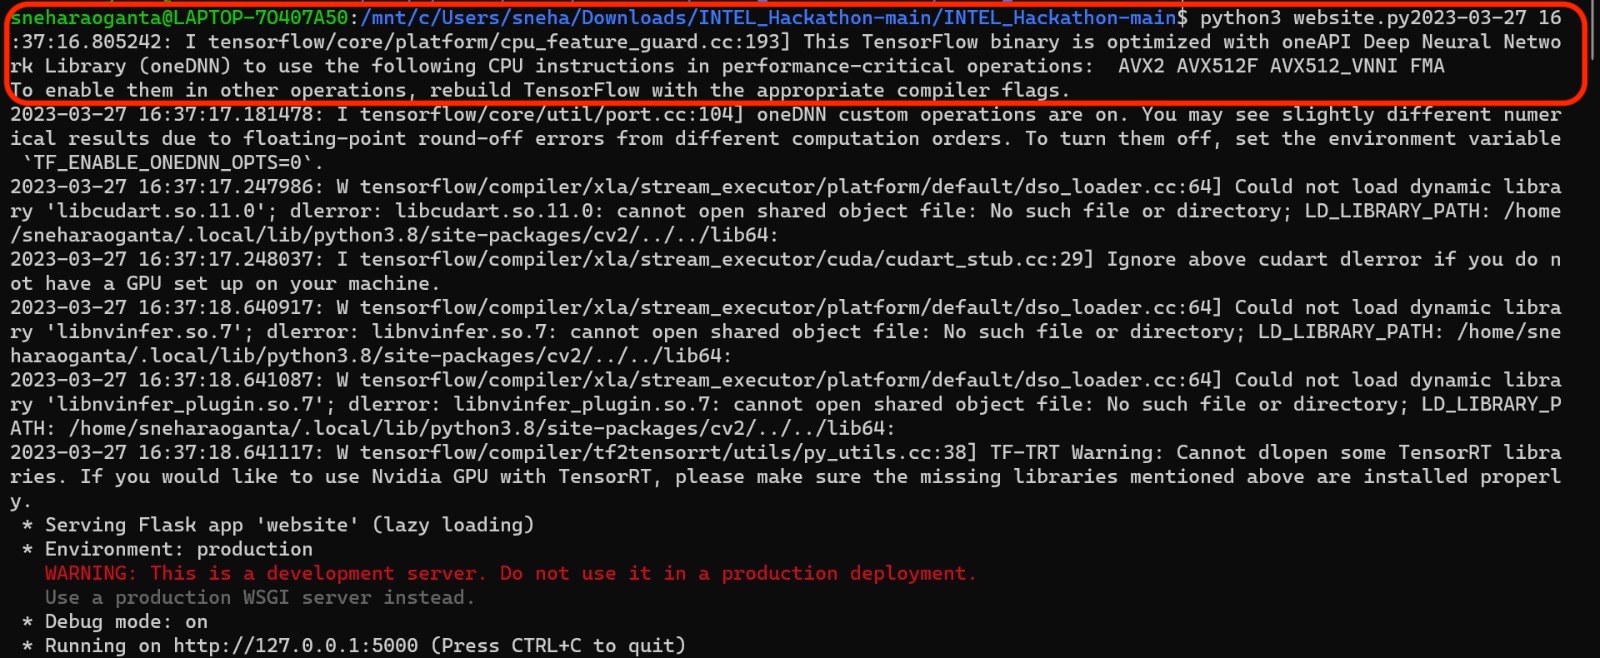 sneharaoganta@LAPTOP-7O407A50:/mnt/c/Users/sneha/Downloads/INTEL_Hackathon-main/INTEL_Hackathon-main$ python3 website.py2023-03-27 16
:37:16.805242: I tensorflow/core/platform/cpu_feature_guard.cc:193] This TensorFlow binary is optimized with oneAPI Deep Neural Netwo
rk Library (oneDNN) to use the following CPU instructions in performance-critical operations:  AVX2 AVX512F AVX512_VNNI FMA
To enable them in other operations, rebuild TensorFlow with the appropriate compiler flags.
2023-03-27 16:37:17.181478: I tensorflow/core/util/port.cc:104] oneDNN custom operations are on. You may see slightly different numer
ical results due to floating-point round-off errors from different computation orders. To turn them off, set the environment variable
 `TF_ENABLE_ONEDNN_OPTS=0`.
2023-03-27 16:37:17.247986: W tensorflow/compiler/xla/stream_executor/platform/default/dso_loader.cc:64] Could not load dynamic libra
ry 'libcudart.so.11.0'; dlerror: libcudart.so.11.0: cannot open shared object file: No such file or directory; LD_LIBRARY_PATH: /home
/sneharaoganta/.local/lib/python3.8/site-packages/cv2/../../lib64:
2023-03-27 16:37:17.248037: I tensorflow/compiler/xla/stream_executor/cuda/cudart_stub.cc:29] Ignore above cudart dlerror if you do n
ot have a GPU set up on your machine.
2023-03-27 16:37:18.640917: W tensorflow/compiler/xla/stream_executor/platform/default/dso_loader.cc:64] Could not load dynamic libra
ry 'libnvinfer.so.7'; dlerror: libnvinfer.so.7: cannot open shared object file: No such file or directory; LD_LIBRARY_PATH: /home/sne
haraoganta/.local/lib/python3.8/site-packages/cv2/../../lib64:
2023-03-27 16:37:18.641087: W tensorflow/compiler/xla/stream_executor/platform/default/dso_loader.cc:64] Could not load dynamic libra
ry 'libnvinfer_plugin.so.7'; dlerror: libnvinfer_plugin.so.7: cannot open shared object file: No such file or directory; LD_LIBRARY_P
ATH: /home/sneharaoganta/.local/lib/python3.8/site-packages/cv2/../../lib64:
2023-03-27 16:37:18.641117: W tensorflow/compiler/tf2tensorrt/utils/py_utils.cc:38] TF-TRT Warning: Cannot dlopen some TensorRT libra
ries. If you would like to use Nvidia GPU with TensorRT, please make sure the missing libraries mentioned above are installed properl
y.
 * Serving Flask app 'website' (lazy loading)
 * Environment: production
   WARNING: This is a development server. Do not use it in a production deployment.
   Use a production WSGI server instead.
 * Debug mode: on
 * Running on http://127.0.0.1:5000 (Press CTRL+C to quit)